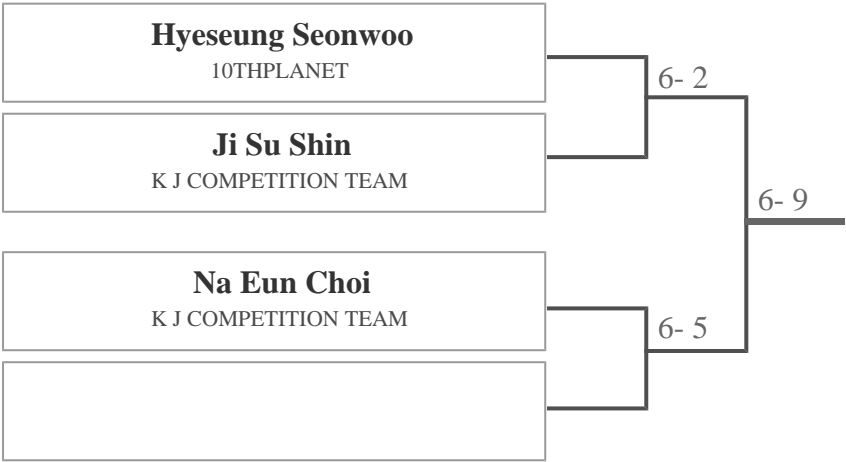 Hyeseung Seonwoo
10THPLANET
6- 2
Ji Su Shin
K J COMPETITION TEAM
6- 9
Na Eun Choi
K J COMPETITION TEAM
6- 5